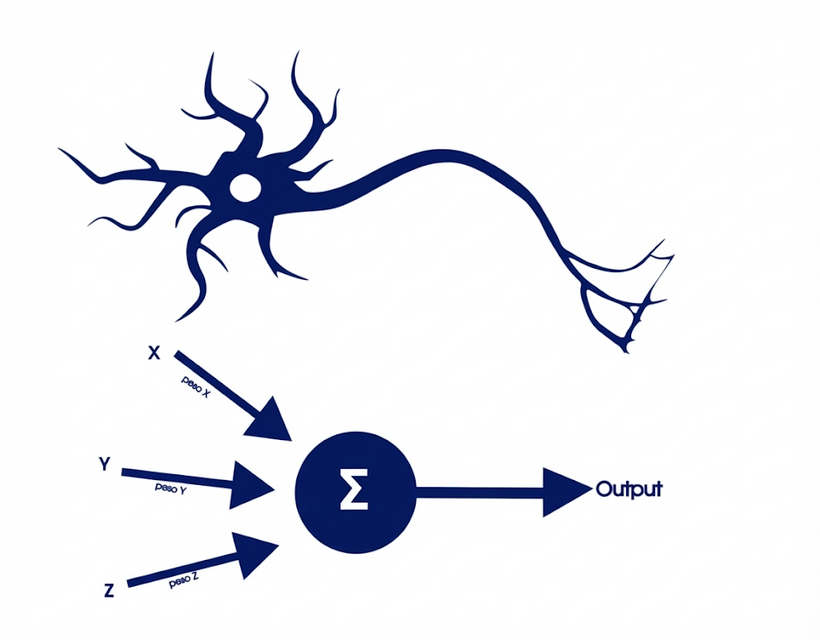 X
peso X
Y
peso Y
Σ
Output
Z
peso Z